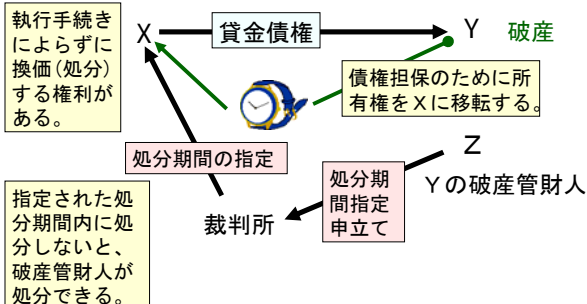 執行手続き
によらずに
換価（処分）
する権利が
ある。
X
貸金債権
Y
破産
債権担保のために所
有権をXに移転する。
処分期間の指定
Z
Yの破産管財人
処分期
間指定
申立て
裁判所
指定された処
分期間内に処
分しないと、
破産管財人が
処分できる。